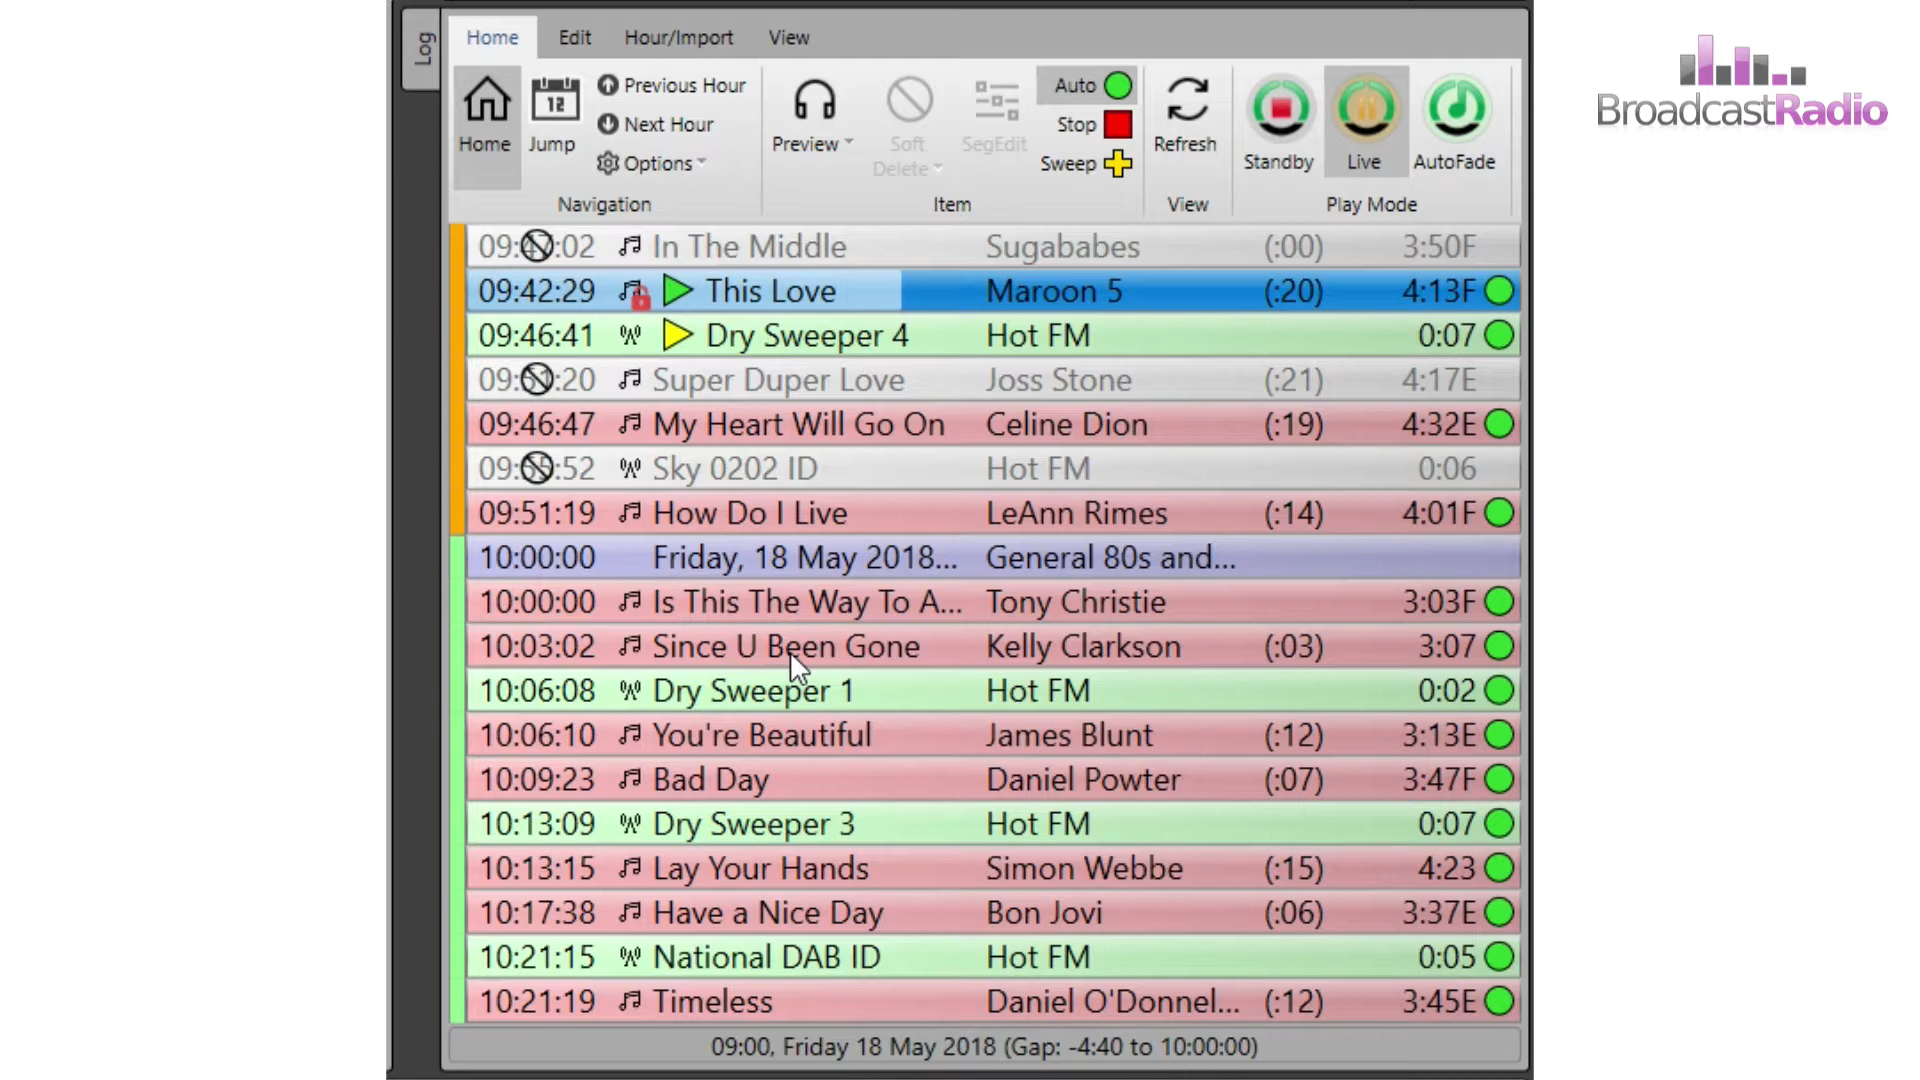 Log
Home Edit Hour/Import View
Home
12
Jump
Previous Hour
Next Hour
Options
Navigation
Preview
Soft
Delete
SegEdit
Auto
Stop
Sweep
Item
Refresh
View
Standby
Live
AutoFade
Play Mode
BroadcastRadio
09: :02 In The Middle Sugababes (:00) 3:50F
09:42:29 This Love Maroon 5 (:20) 4:13F
09:46:41 Dry Sweeper 4 Hot FM 0:07
09: :20 Super Duper Love Joss Stone (:21) 4:17E
09:46:47 My Heart Will Go On Celine Dion (:19) 4:32E
09: :52 Sky 0202 ID Hot FM 0:06
09:51:19 How Do I Live LeAnn Rimes (:14) 4:01F
10:00:00 Friday, 18 May 2018... General 80s and...
10:00:00 Is This The Way To A... Tony Christie 3:03F
10:03:02 Since U Been Gone Kelly Clarkson (:03) 3:07
10:06:08 Dry Sweeper 1 Hot FM 0:02
10:06:10 You're Beautiful James Blunt (:12) 3:13E
10:09:23 Bad Day Daniel Powter (:07) 3:47F
10:13:09 Dry Sweeper 3 Hot FM 0:07
10:13:15 Lay Your Hands Simon Webbe (:15) 4:23
10:17:38 Have a Nice Day Bon Jovi (:06) 3:37E
10:21:15 National DAB ID Hot FM 0:05
10:21:19 Timeless Daniel O'Donnel... (:12) 3:45E
09:00, Friday 18 May 2018 (Gap: -4:40 to 10:00:00)